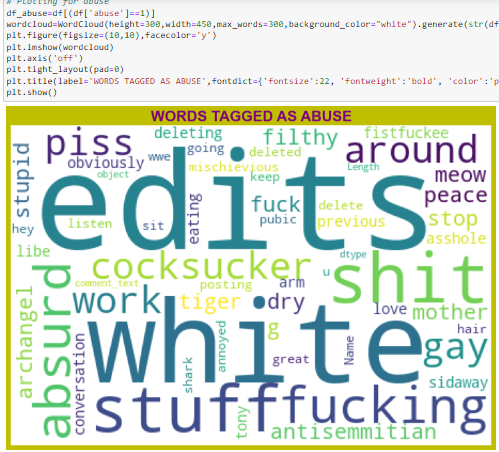 # Plotting for abuse
df_abuse=df[(df['abuse']==1)]
wordcloud=WordCloud(height=300,width=450,max_words=300,background_color="white").generate(str(df
plt.figure(figsize=(10,10),facecolor='y')
plt.imshow(wordcloud)
plt.axis('off')
plt.tight_layout(pad=0)
plt.title(label='WORDS TAGGED AS ABUSE',fontdict={'fontsize':22, 'fontweight':'bold', 'color':'p
plt.show()
WORDS TAGGED AS ABUSE
piss
deleting
filthy
fistfuckee
stupid
obviously
wwe
going
deleted
around
mischievious
object
keep
Length
meow
edits
fuck
delete
peace
hey
listen
sit
eating
pubic
previous
stop
asshole
libe
cocksucker
u
dtype
shit
comment_text
posting
arm
archangel
absurd
work
tiger
dry
love
mother
g
hair
white
conversation
annoyed
great
Name
gay
shark
sidaway
stuff
fucking
tony
antisemmitian